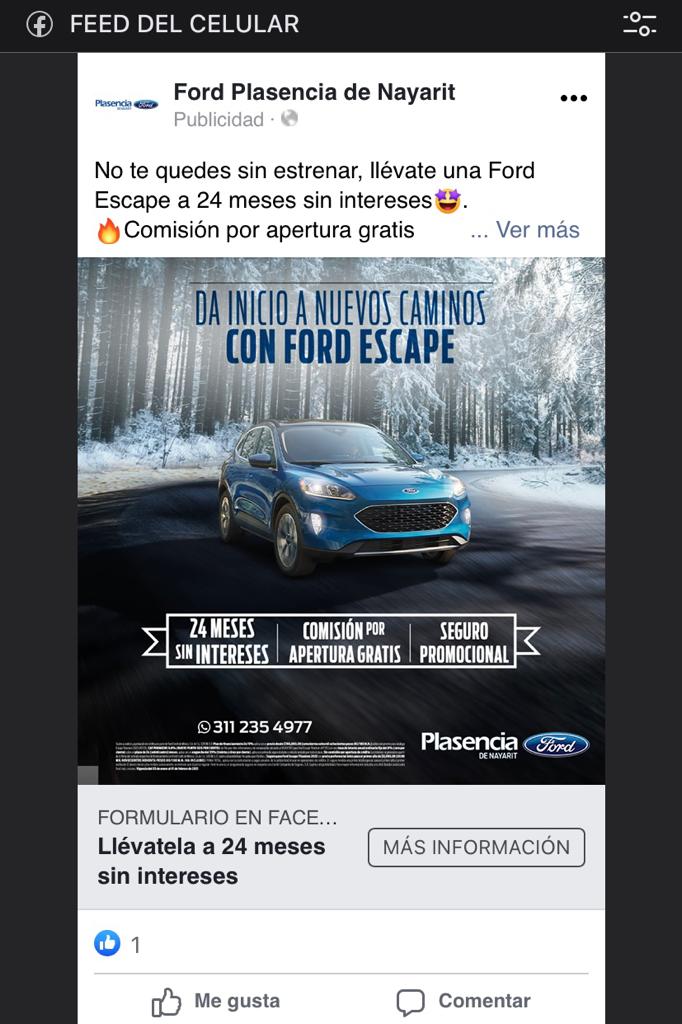 FEED DEL CELULAR
Plasencia Ford
Ford Plasencia de Nayarit
Publicidad ·
No te quedes sin estrenar, llévate una Ford
Escape a 24 meses sin intereses🤩.
🔥Comisión por apertura gratis ... Ver más
DA INICIO A NUEVOS CAMINOS
CON FORD ESCAPE
24 MESES SIN INTERESES
COMISIÓN POR APERTURA GRATIS
SEGURO PROMOCIONAL
311 235 4977
Plasencia Ford
DE NAYARIT
FORMULARIO EN FACE...
Llévatela a 24 meses
sin intereses
MÁS INFORMACIÓN
1
Me gusta Comentar